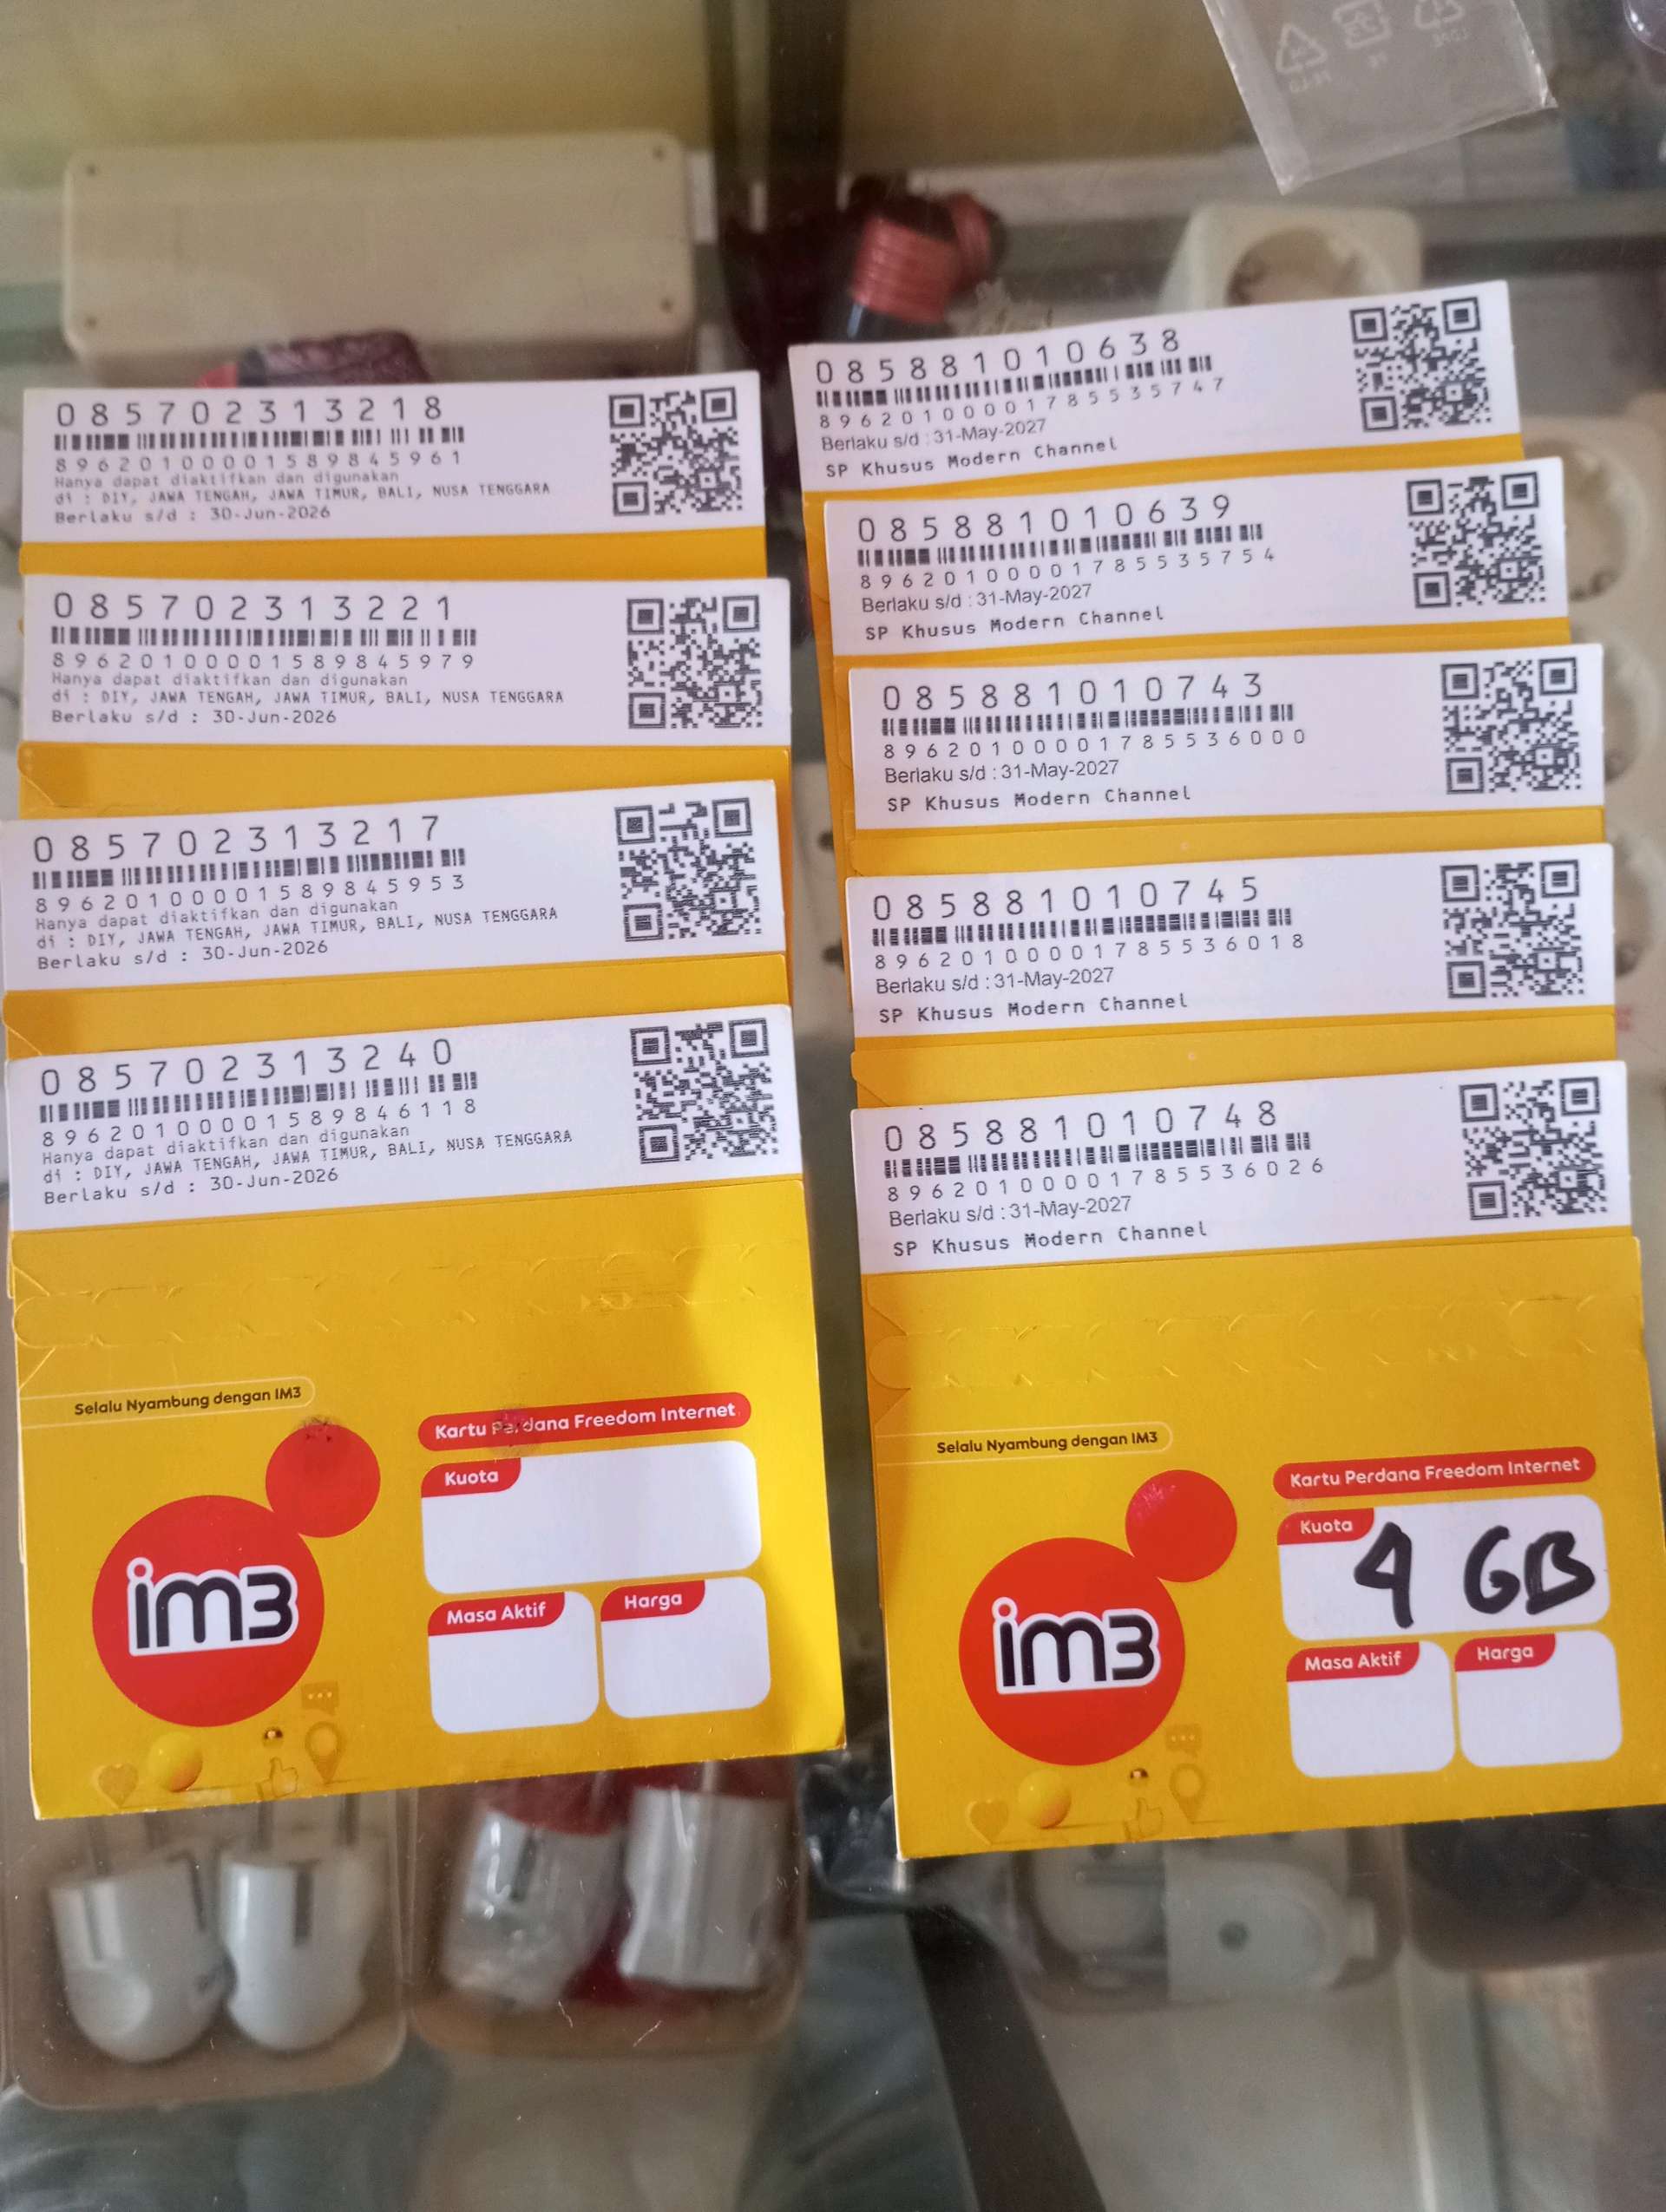 085702313218
89620100001589845961
Hanya dapat diaktifkan dan digunakan
di : DIY, JAWA TENGAH, JAWA TIMUR, BALI, NUSA TENGGARA
Berlaku s/d : 30-Jun-2026
085702313221
89620100001589845979
Hanya dapat diaktifkan dan digunakan
di : DIY, JAWA TENGAH, JAWA TIMUR, BALI, NUSA TENGGARA
Berlaku s/d : 30-Jun-2026
085702313217
89620100001589845953
Hanya dapat diaktifkan dan digunakan
di : DIY, JAWA TENGAH, JAWA TIMUR, BALI, NUSA TENGGARA
Berlaku s/d : 30-Jun-2026
085702313240
89620100001589846118
Hanya dapat diaktifkan dan digunakan
di : DIY, JAWA TENGAH, JAWA TIMUR, BALI, NUSA TENGGARA
Berlaku s/d : 30-Jun-2026
Selalu Nyambung dengan IM3
Kartu Perdana Freedom Internet
Kuota
im3
Masa Aktif
Harga
085881010638
89620100001785535747
Berlaku s/d : 31-May-2027
SP Khusus Modern Channel
085881010639
89620100001785535754
Berlaku s/d : 31-May-2027
SP Khusus Modern Channel
085881010743
89620100001785536000
Berlaku s/d : 31-May-2027
SP Khusus Modern Channel
085881010745
89620100001785536018
Berlaku s/d : 31-May-2027
SP Khusus Modern Channel
085881010748
89620100001785536026
Berlaku s/d : 31-May-2027
SP Khusus Modern Channel
Selalu Nyambung dengan IM3
Kartu Perdana Freedom Internet
Kuota
4 GB
im3
Masa Aktif
Harga